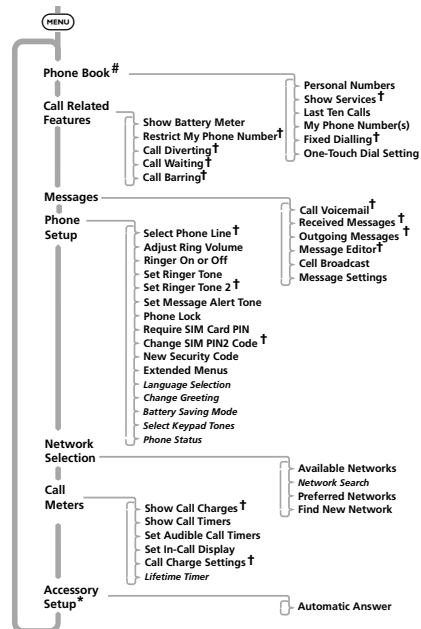 MENU
Phone Book#
Personal Numbers
Show Services†
Last Ten Calls
My Phone Number(s)
Fixed Dialling†
One-Touch Dial Setting
Call Related
Features
Show Battery Meter
Restrict My Phone Number†
Call Diverting†
Call Waiting†
Call Barring†
Messages
Call Voicemail†
Received Messages †
Outgoing Messages †
Message Editor†
Cell Broadcast
Message Settings
Phone
Setup
Select Phone Line†
Adjust Ring Volume
Ringer On or Off
Set Ringer Tone
Set Ringer Tone 2†
Set Message Alert Tone
Phone Lock
Require SIM Card PIN
Change SIM PIN2 Code †
New Security Code
Extended Menus
Language Selection
Change Greeting
Battery Saving Mode
Select Keypad Tones
Phone Status
Network
Selection
Available Networks
Network Search
Preferred Networks
Find New Network
Call
Meters
Show Call Charges†
Show Call Timers
Set Audible Call Timers
Set In-Call Display
Call Charge Settings†
Lifetime Timer
Accessory
Setup*
Automatic Answer